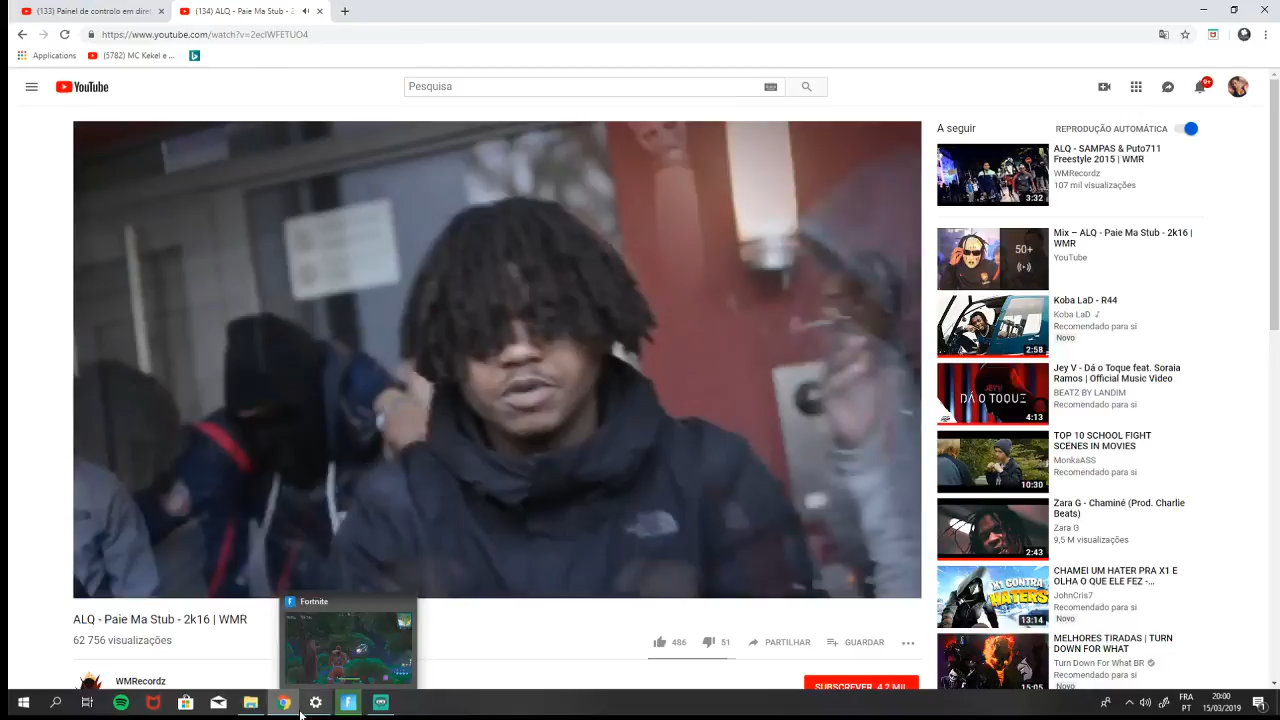 (133) Painel de controlo em dire
(134) ALQ - Paie Ma Stub - 2
https://www.youtube.com/watch?v=2eciWFETUO4
Applications
(5782) MC Kekel e ...
YouTube
Pesquisa
9+
A seguir
REPRODUÇÃO AUTOMÁTICA
ALQ - SAMPAS & Puto711
Freestyle 2015 | WMR
WMRecordz
107 mil visualizações
3:32
Mix – ALQ - Paie Ma Stub - 2k16 |
WMR
YouTube
50+
Koba LaD - R44
Koba LaD
Recomendado para si
Novo
2:58
Jey V - Dá o Toque feat. Soraia
Ramos | Official Music Video
BEATZ BY LANDIM
Recomendado para si
JEY V
DÁ O TOQUE
4:13
TOP 10 SCHOOL FIGHT
SCENES IN MOVIES
MonkaASS
Recomendado para si
10:30
Zara G - Chaminé (Prod. Charlie
Beats)
Zara G
9,5 M visualizações
2:43
CHAMEI UM HATER PRA X1 E
OLHA O QUE ELE FEZ -...
JohnCris7
Recomendado para si
Novo
X1 CONTRA
HATERS
13:14
MELHORES TIRADAS | TURN
DOWN FOR WHAT
Turn Down For What BR
Recomendado para si
Novo
15:05
Fortnite
ALQ - Paie Ma Stub - 2k16 | WMR
62 756 visualizações
486
51
PARTILHAR
GUARDAR
WMRecordz
SUBSCREVER 4,2 MIL
FRA
PT
20:00
15/03/2019
1